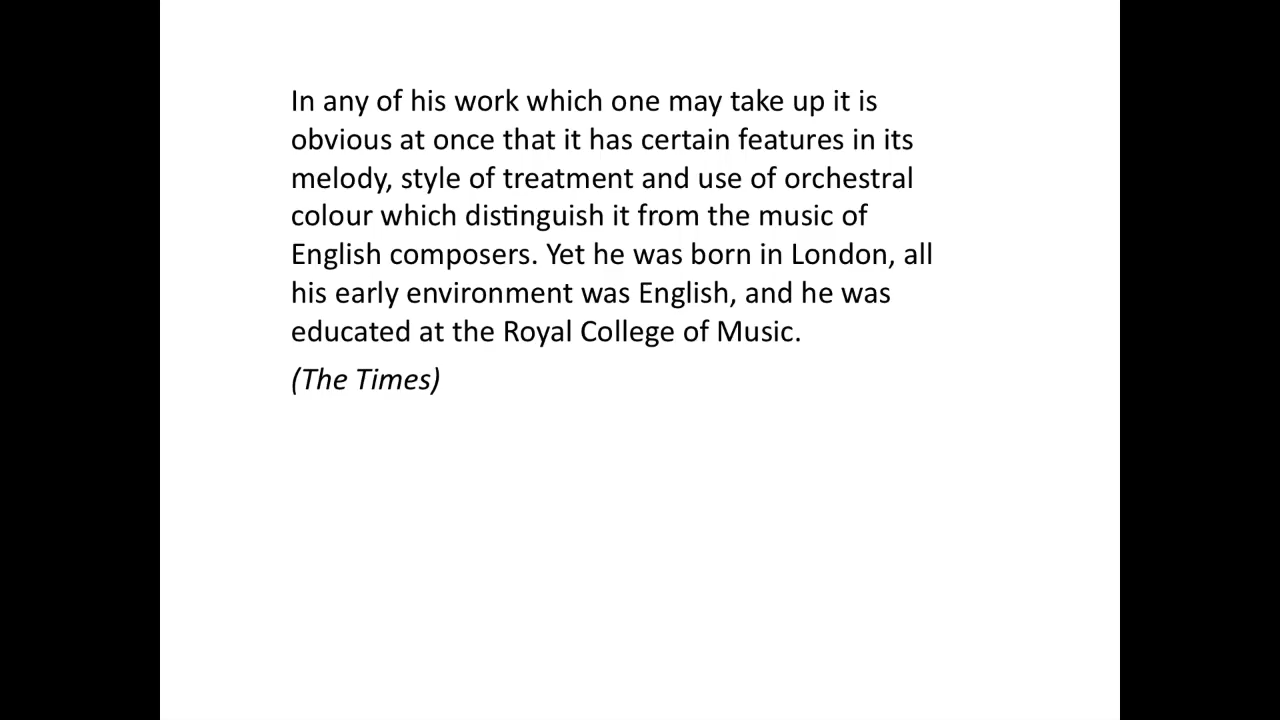 In any of his work which one may take up it is
obvious at once that it has certain features in its
melody, style of treatment and use of orchestral
colour which distinguish it from the music of
English composers. Yet he was born in London, all
his early environment was English, and he was
educated at the Royal College of Music.
(The Times)